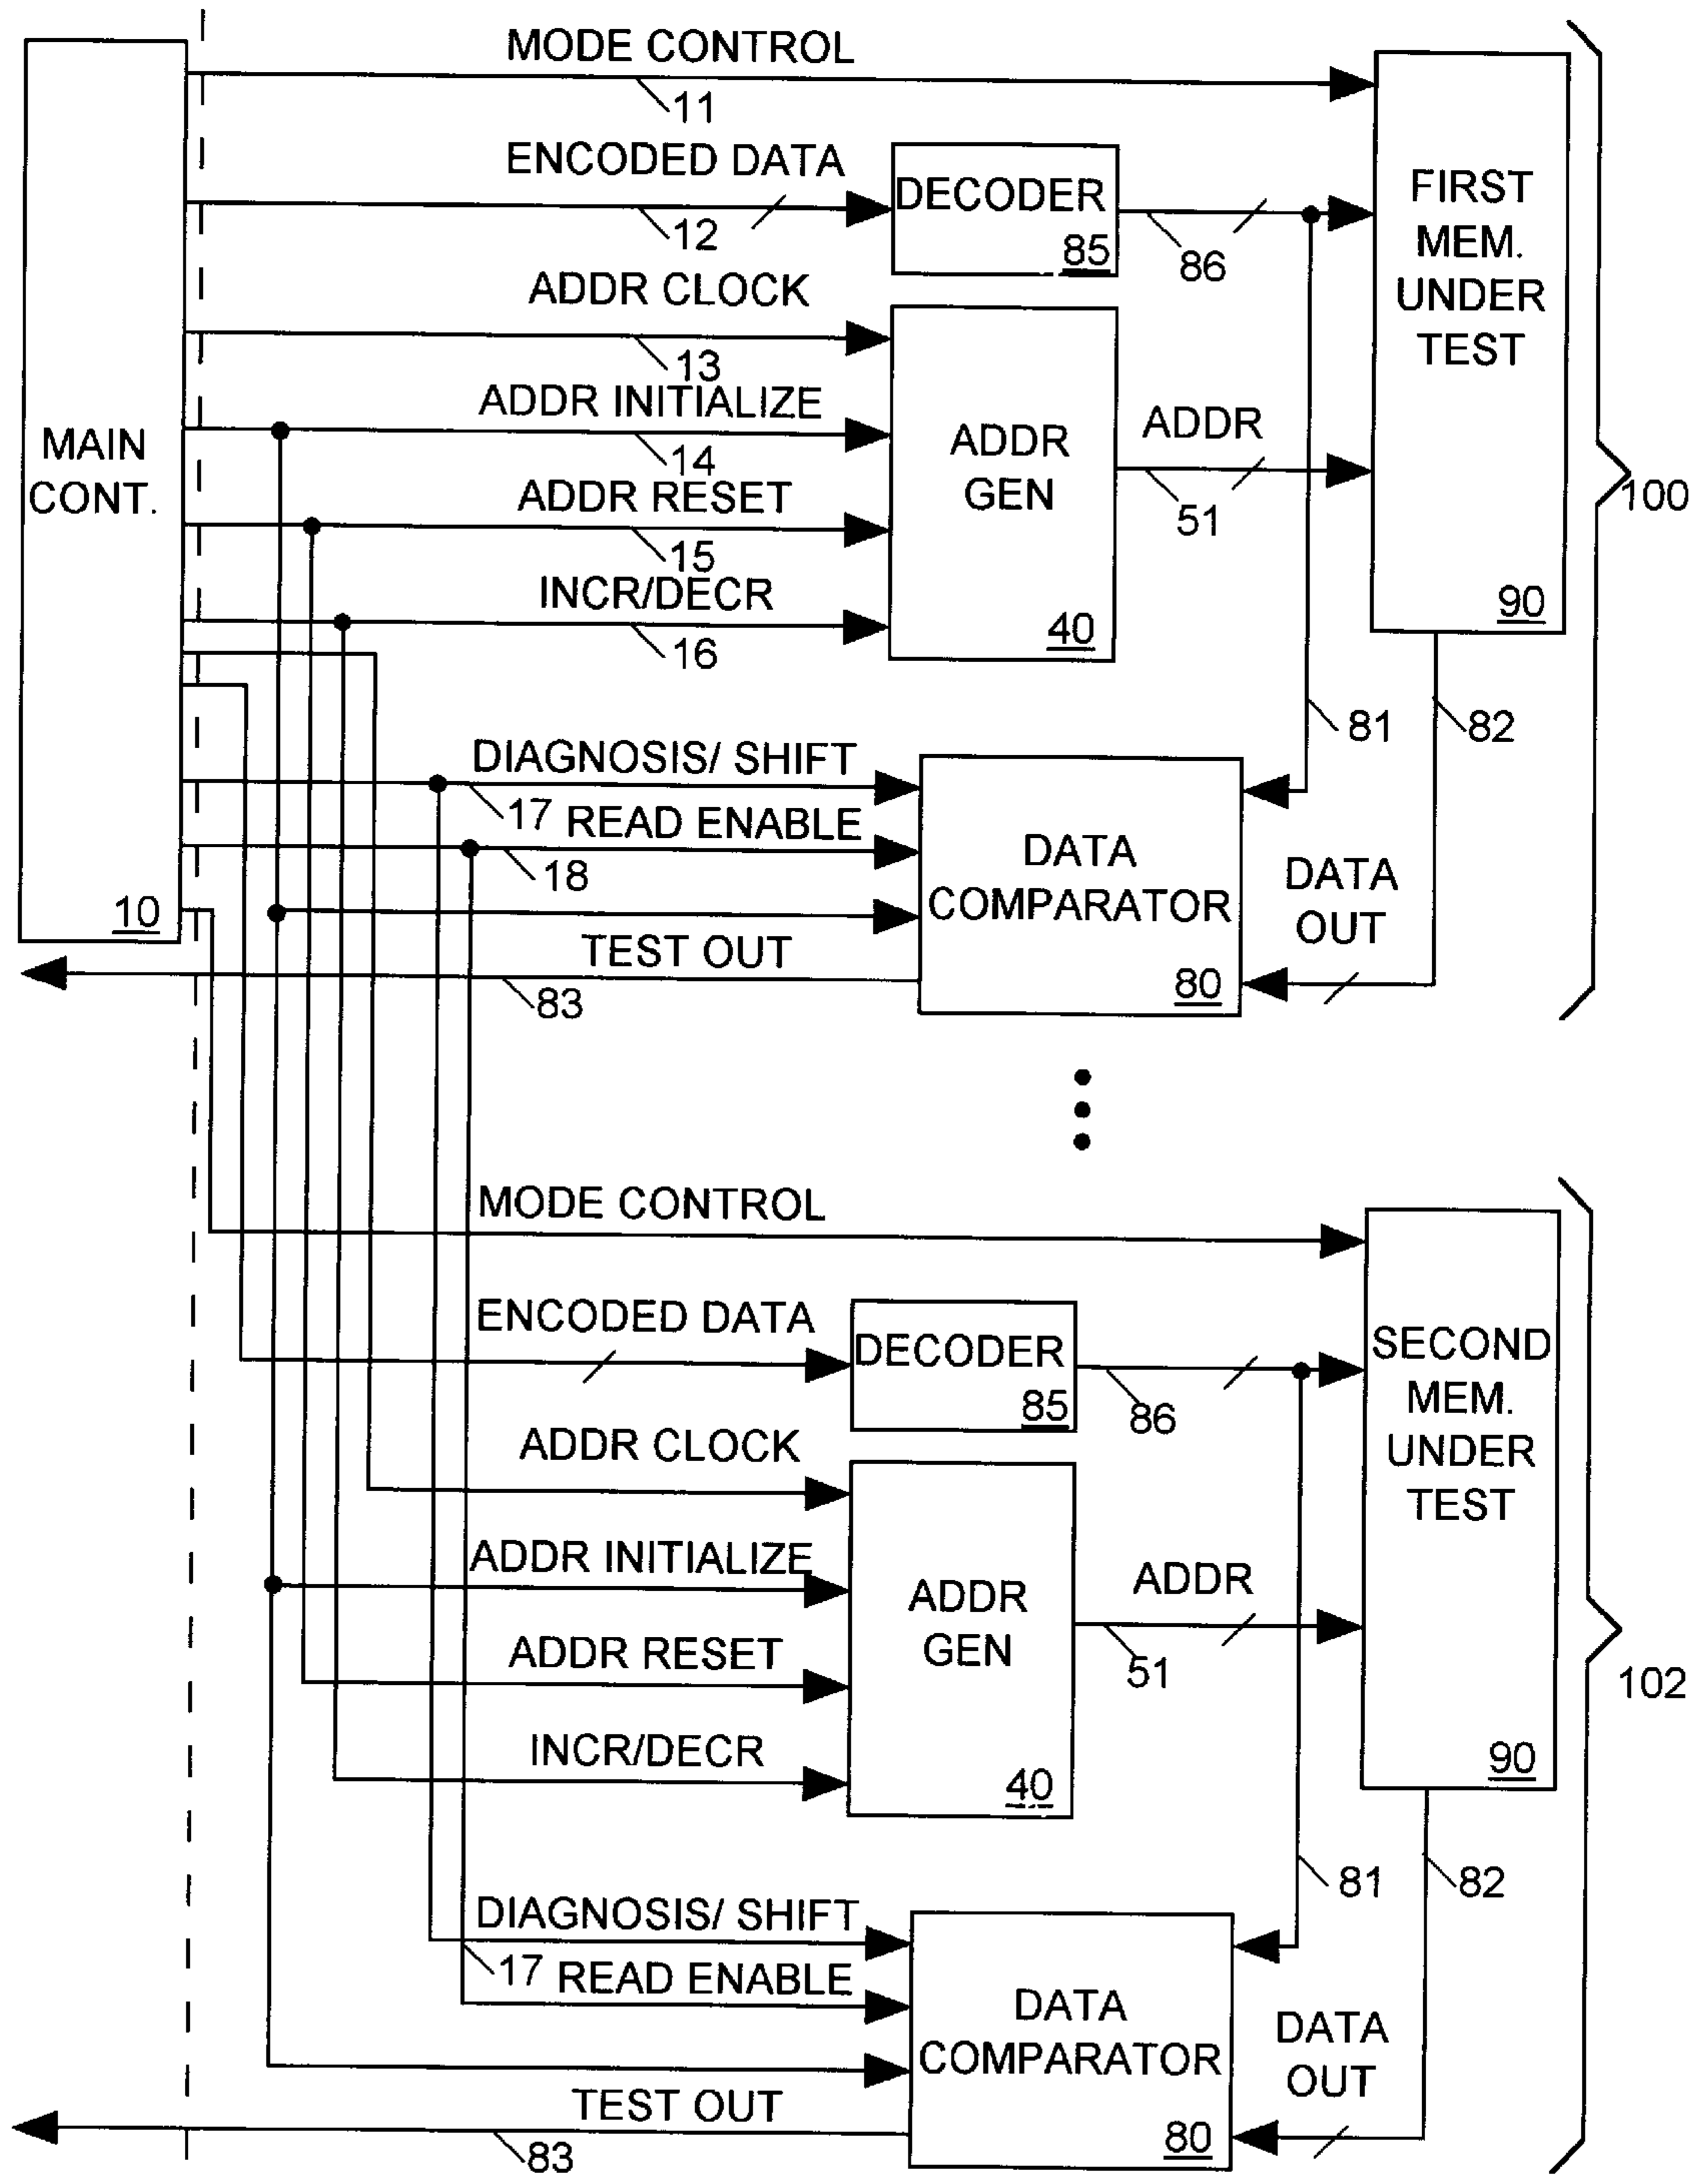 MODE CONTROL
11
ENCODED DATA
12
DECODER
85
86
FIRST
MEM.
UNDER
TEST
90
ADDR CLOCK
13
ADDR INITIALIZE
14
ADDR RESET
15
INCR/DECR
16
ADDR
GEN
40
ADDR
51
100
MAIN
CONT.
10
81
82
DIAGNOSIS/ SHIFT
17
READ ENABLE
18
DATA
COMPARATOR
80
DATA
OUT
TEST OUT
83
MODE CONTROL
ENCODED DATA
DECODER
85
86
SECOND
MEM.
UNDER
TEST
90
ADDR CLOCK
ADDR INITIALIZE
ADDR RESET
INCR/DECR
ADDR
GEN
40
ADDR
51
102
81
82
DIAGNOSIS/ SHIFT
17
READ ENABLE
DATA
COMPARATOR
80
DATA
OUT
TEST OUT
83